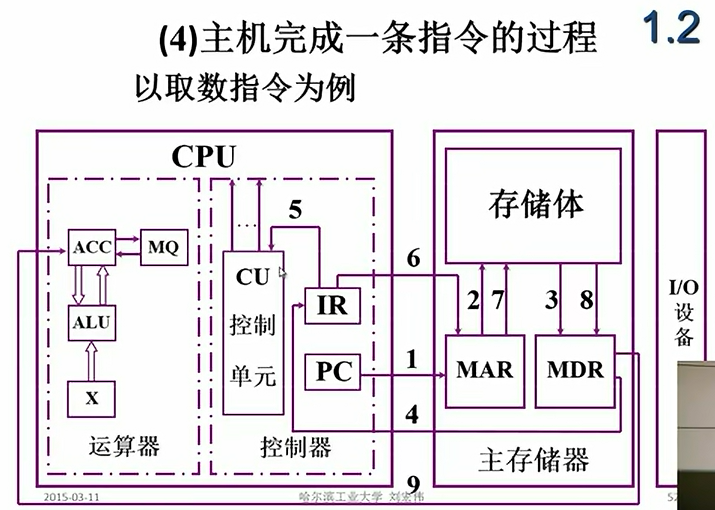 (4)主机完成一条指令的过程
1.2
以取数指令为例
CPU
存储体
5
ACC
MQ
…
CU
控制
单元
IR
6
2
7
3
8
I/O
设
备
ALU
PC
1
MAR
MDR
X
4
运算器
控制器
主存储器
9
2015-03-11
哈尔滨工业大学 刘宏伟
52